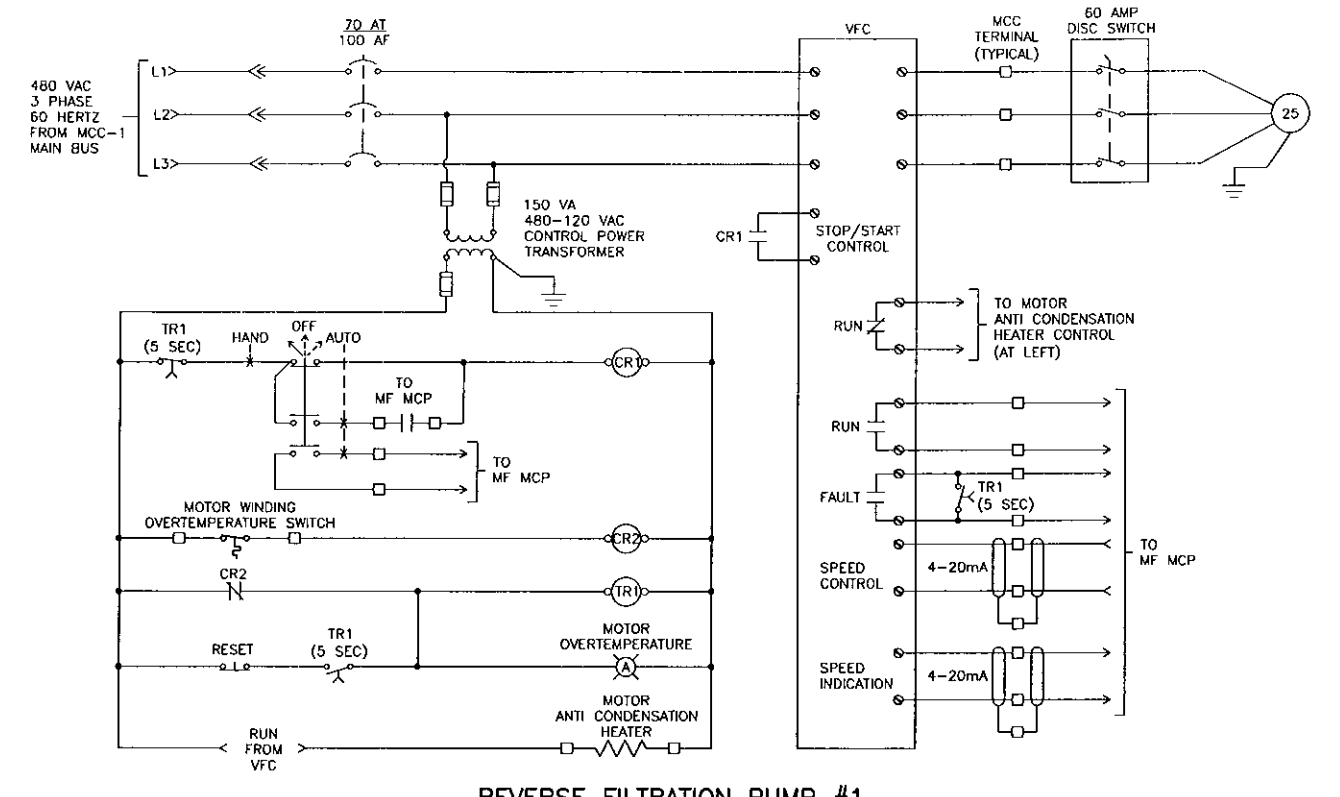 70 AT
100 AF
VFC
MCC
TERMINAL
(TYPICAL)
60 AMP
DISC SWITCH
480 VAC
3 PHASE
60 HERTZ
FROM MCC-1
MAIN BUS
L1
L2
L3
25
150 VA
480-120 VAC
CONTROL POWER
TRANSFORMER
CR1
STOP/START
CONTROL
TR1
(5 SEC)
HAND
OFF
AUTO
CR1
TO
MF MCP
TO
MF MCP
RUN
TO MOTOR
ANTI CONDENSATION
HEATER CONTROL
(AT LEFT)
RUN
FAULT
TR1
(5 SEC)
MOTOR WINDING
OVERTEMPERATURE SWITCH
CR2
SPEED
CONTROL
4-20mA
TO
MF MCP
CR2
TR1
RESET
TR1
(5 SEC)
MOTOR
OVERTEMPERATURE
A
SPEED
INDICATION
4-20mA
RUN
FROM
VFC
MOTOR
ANTI CONDENSATION
HEATER
REVERSE FILTRATION PUMP #1